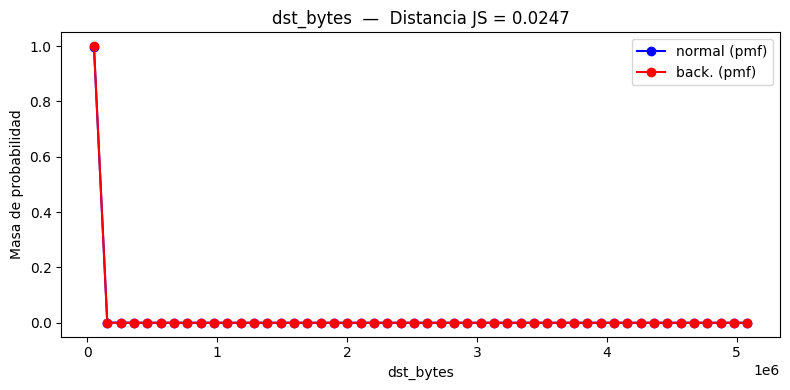 dst_bytes — Distancia JS = 0.0247
normal (pmf)
back. (pmf)
Masa de probabilidad
1.0
0.8
0.6
0.4
0.2
0.0
0 1 2 3 4 5
1e6
dst_bytes